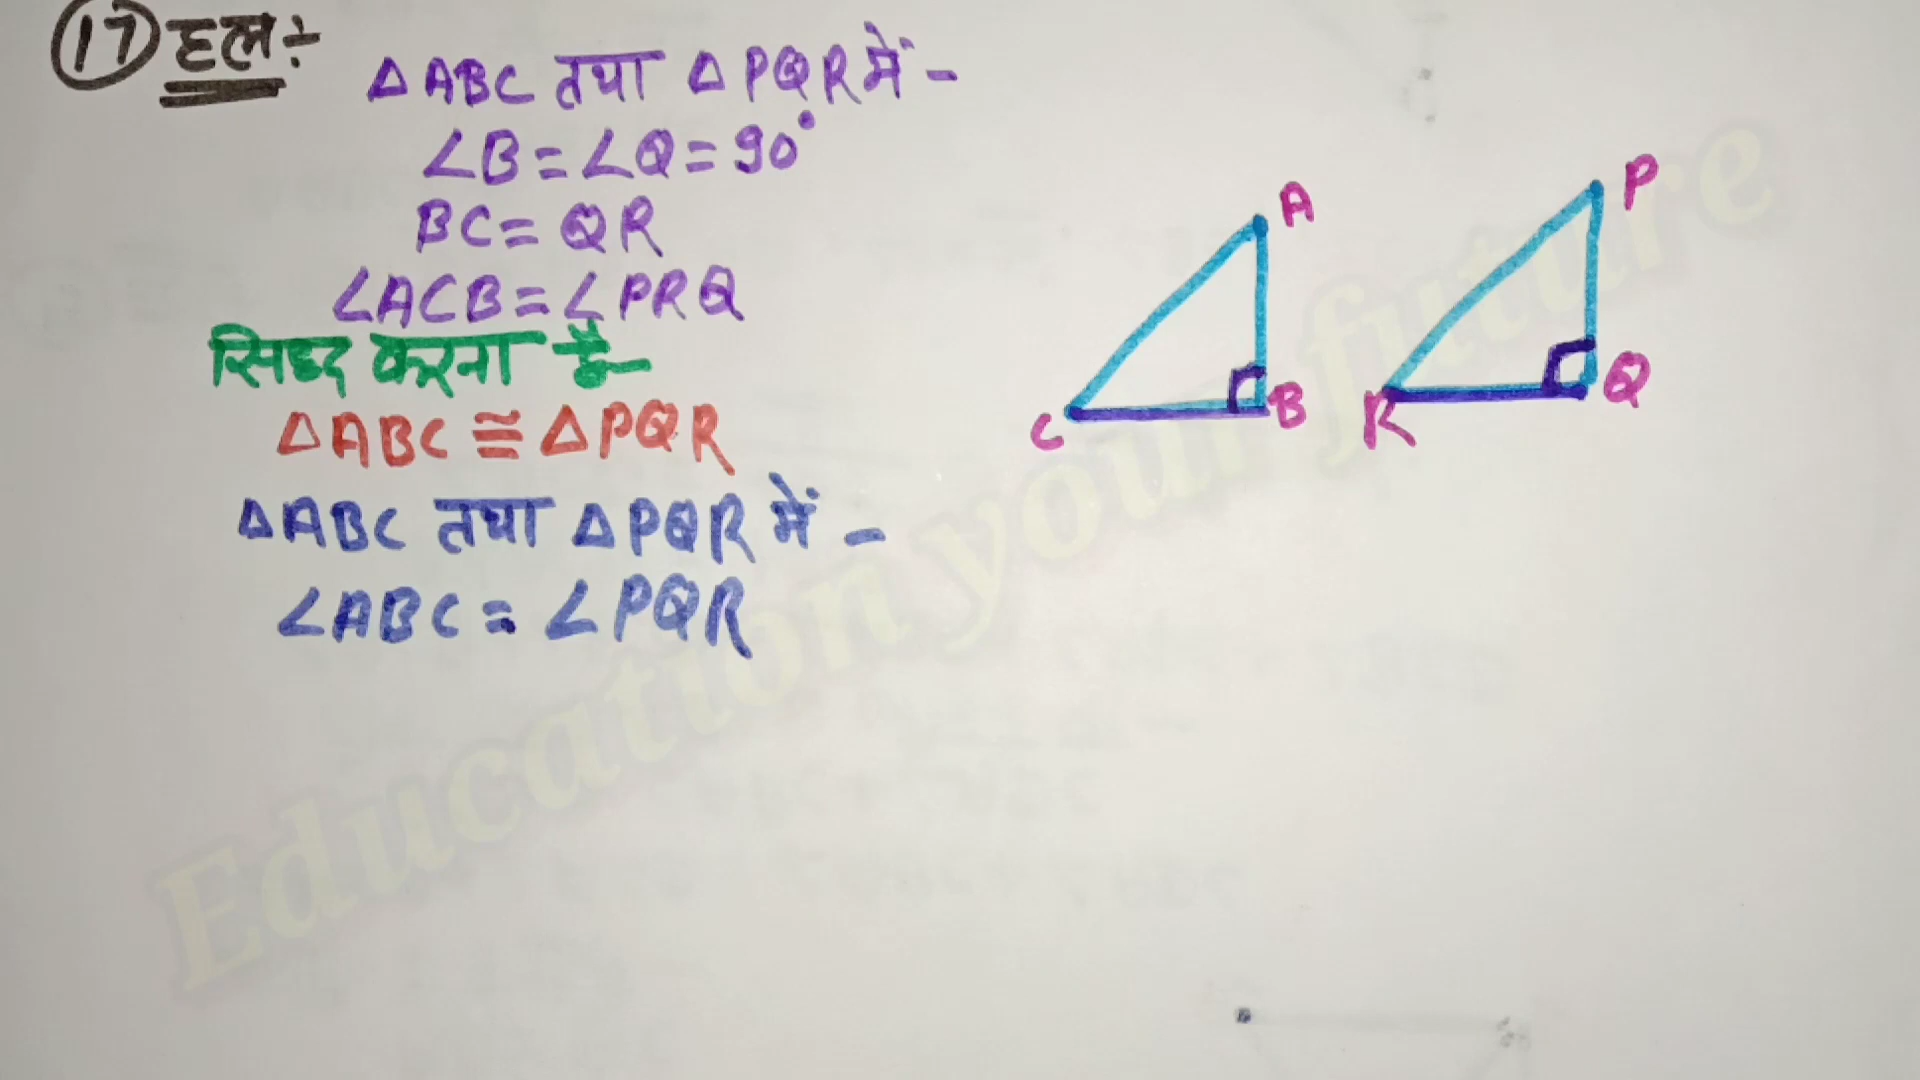 17 हल÷
△ABC तथा △PQR में -
∠B = ∠Q = 90°
BC = QR
∠ACB = ∠PRQ
सिद्ध करना है-
△ABC ≅ △PQR
△ABC तथा △PQR में -
∠ABC = ∠PQR
A
B
C
P
Q
R
Education your future